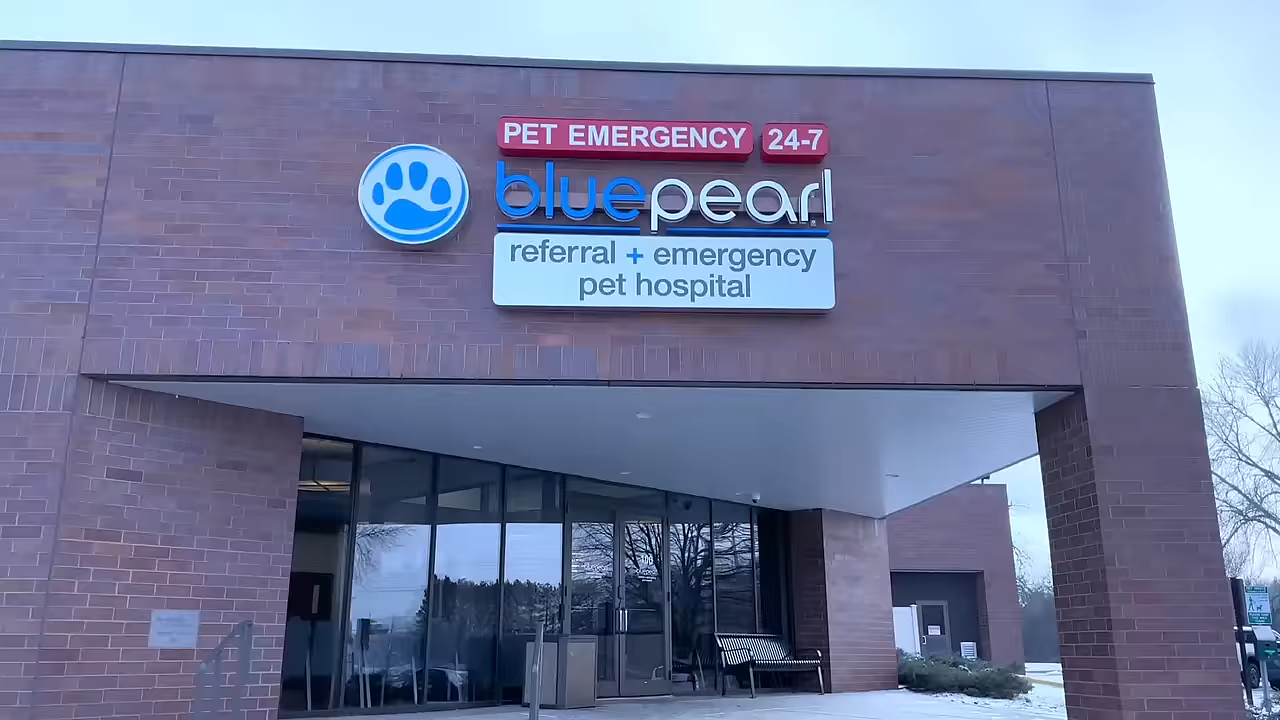 PET EMERGENCY 24-7
bluepearl
referral + emergency
pet hospital